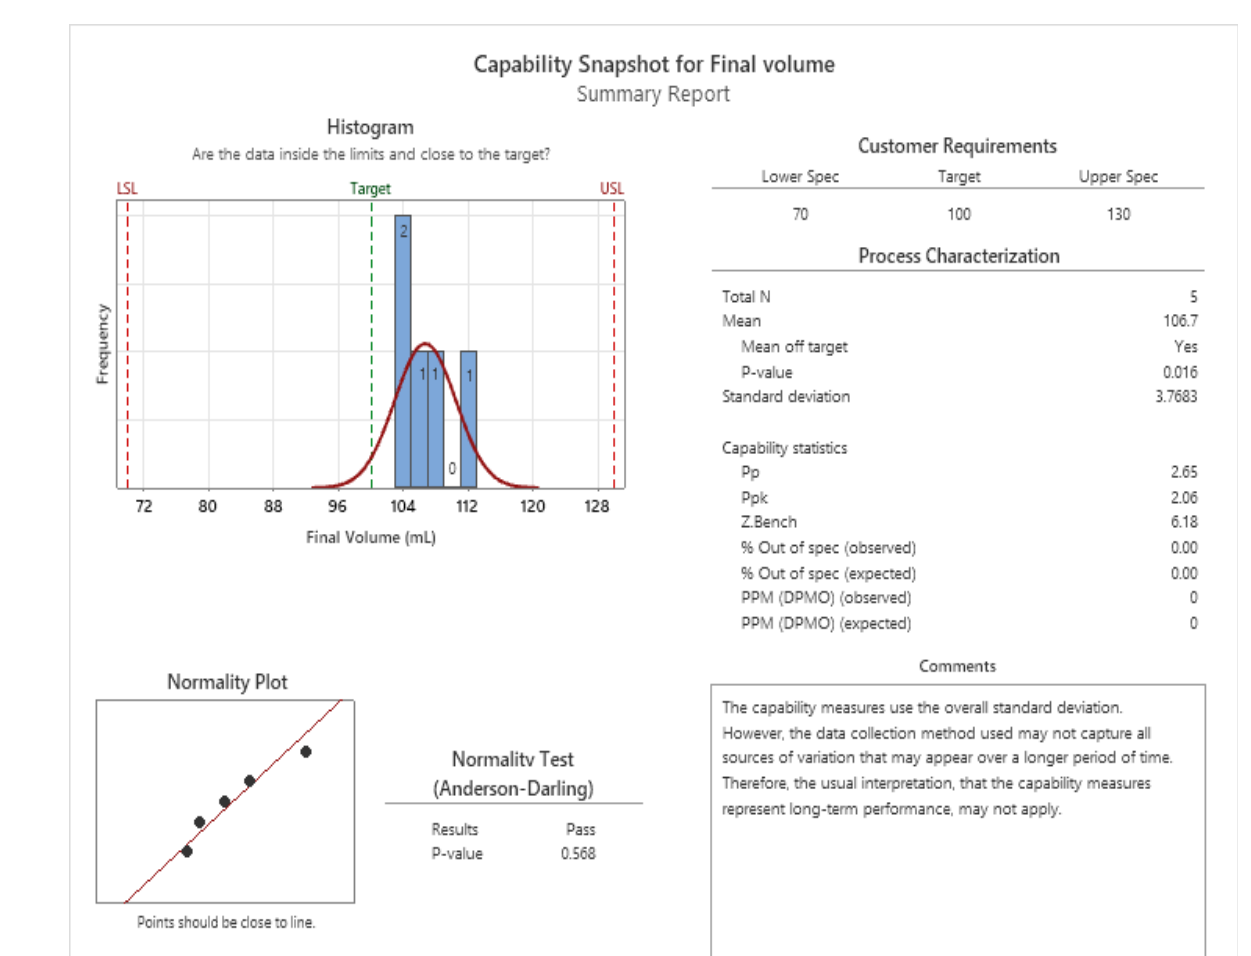 Capability Snapshot for Final volume
Summary Report
Histogram
Are the data inside the limits and close to the target?
LSL
Target
USL
2
1
1
0
1
Frequency
72 80 88 96 104 112 120 128
Final Volume (mL)
Customer Requirements
Lower Spec Target Upper Spec
70 100 130
Process Characterization
Total N 5
Mean 106.7
Mean off target Yes
P-value 0.016
Standard deviation 3.7683
Capability statistics
Pp 2.65
Ppk 2.06
Z.Bench 6.18
% Out of spec (observed) 0.00
% Out of spec (expected) 0.00
PPM (DPMO) (observed) 0
PPM (DPMO) (expected) 0
Normality Plot
Points should be close to line.
Normality Test
(Anderson-Darling)
Results Pass
P-value 0.568
Comments
The capability measures use the overall standard deviation.
However, the data collection method used may not capture all
sources of variation that may appear over a longer period of time.
Therefore, the usual interpretation, that the capability measures
represent long-term performance, may not apply.